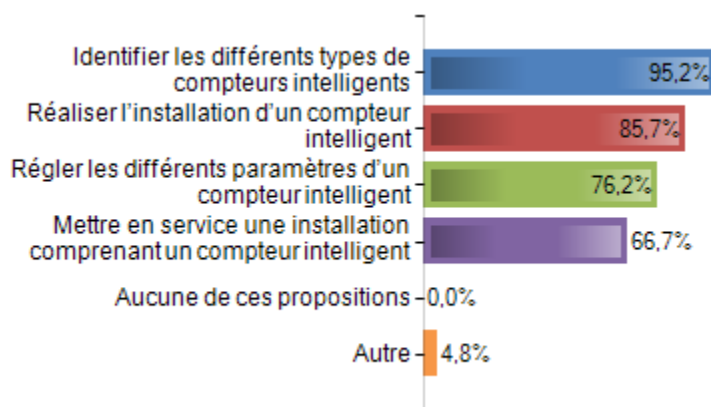 Identifier les différents types de
compteurs intelligents
95,2%
Réaliser l’installation d’un compteur
intelligent
85,7%
Régler les différents paramètres d’un
compteur intelligent
76,2%
Mettre en service une installation
comprenant un compteur intelligent
66,7%
Aucune de ces propositions
0,0%
Autre
4,8%